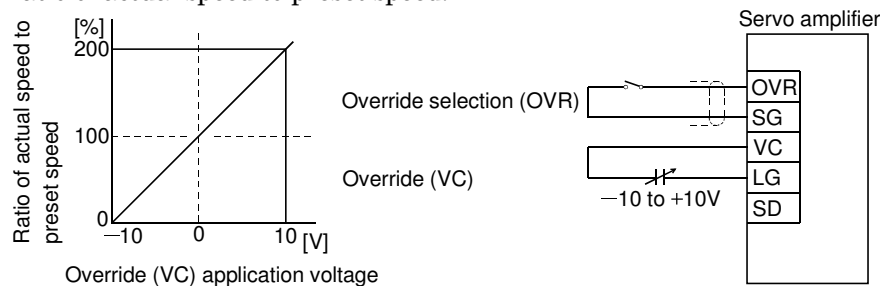 ratio of actual speed to preset speed.
[%]
200
100
0
Ratio of actual speed to
preset speed
—10
0
10
[V]
Override (VC) application voltage
Servo amplifier
Override selection (OVR)
OVR
SG
Override (VC)
VC
LG
—10 to +10V
SD